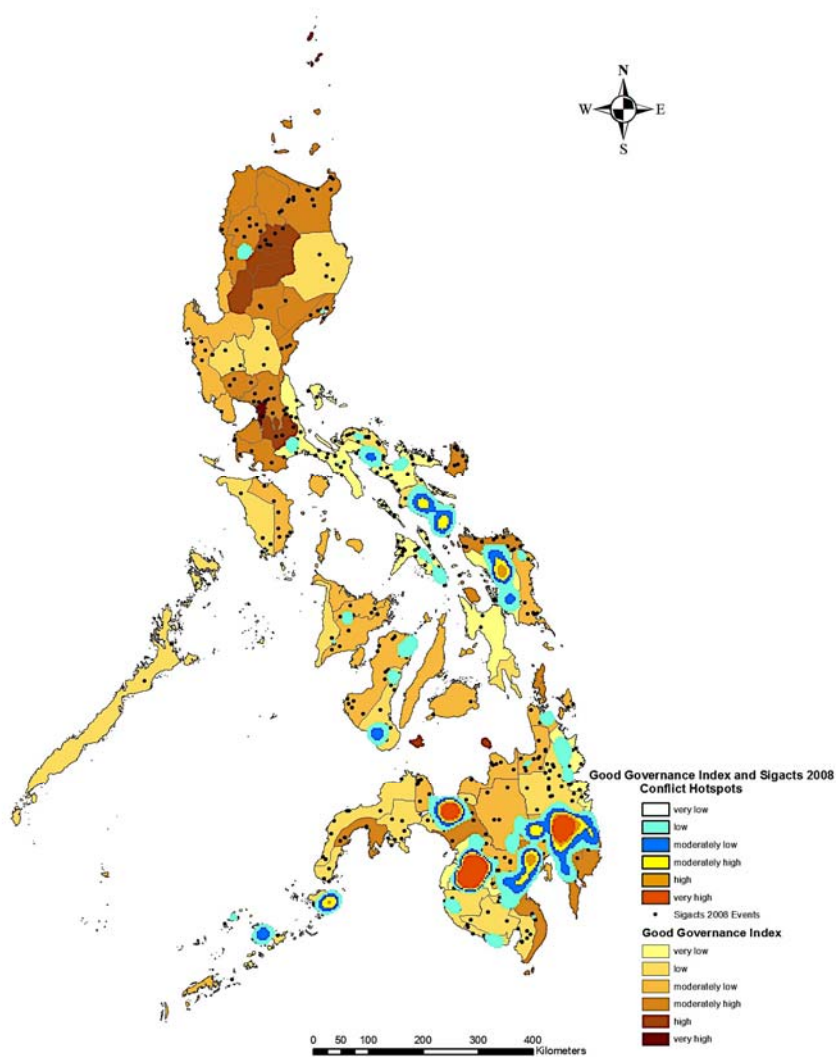 N
W E
S
Good Governance Index and Sigacts 2008
Conflict Hotspots
very low
low
moderately low
moderately high
high
very high
Sigacts 2008 Events
Good Governance Index
very low
low
moderately low
moderately high
high
very high
0 50 100 200 300 400
Kilometers